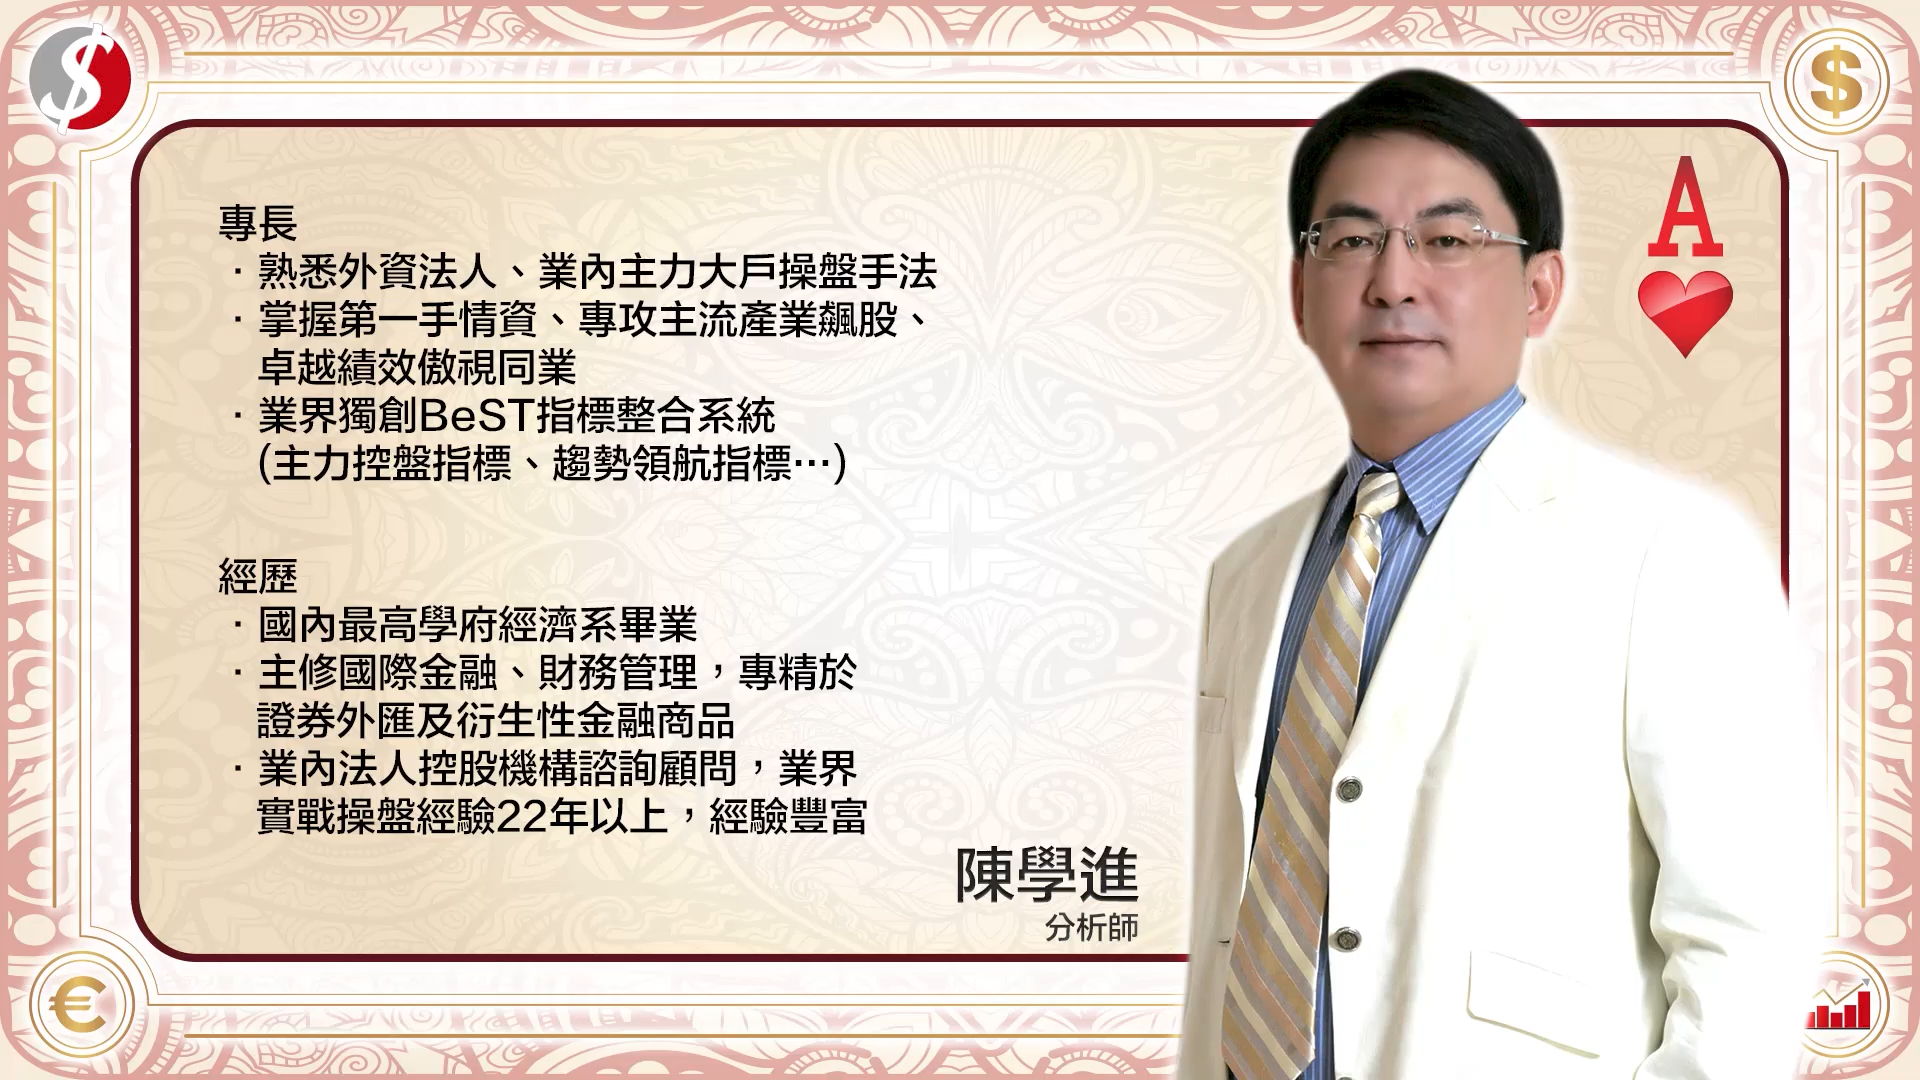 專長
·熟悉外資法人、業內主力大戶操盤手法
·掌握第一手情資、專攻主流產業飆股、
卓越績效傲視同業
·業界獨創BeST指標整合系統
(主力控盤指標、趨勢領航指標…)
經歷
·國內最高學府經濟系畢業
·主修國際金融、財務管理，專精於
證券外匯及衍生性金融商品
·業內法人控股機構諮詢顧問，業界
實戰操盤經驗22年以上，經驗豐富
陳學進
分析師
A
$
$
€